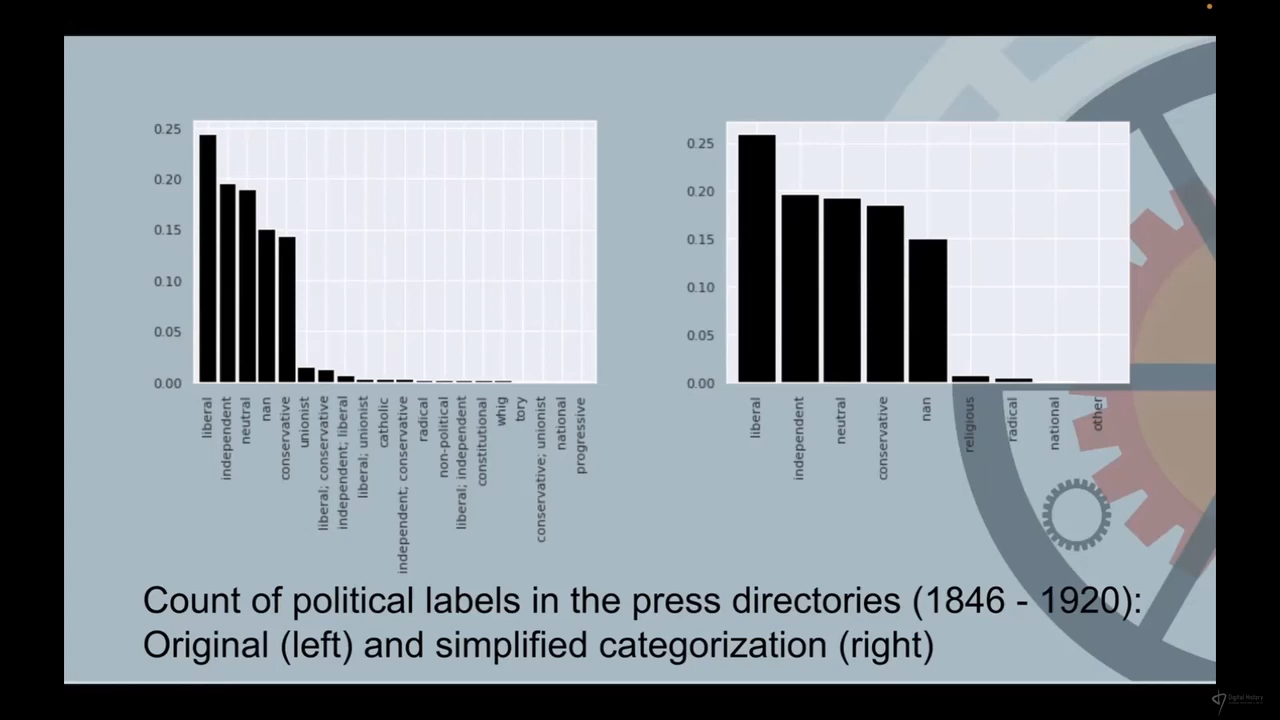 0.25
0.20
0.15
0.10
0.05
0.00
liberal
independent
neutral
nan
conservative
unionist
liberal; conservative
independent; liberal
liberal; unionist
catholic
independent; conservative
radical
non-political
liberal; independent
constitutional
whig
tory
conservative; unionist
national
progressive
0.25
0.20
0.15
0.10
0.05
0.00
liberal
independent
neutral
conservative
nan
religious
radical
national
other
Count of political labels in the press directories (1846 - 1920):
Original (left) and simplified categorization (right)
Digital History